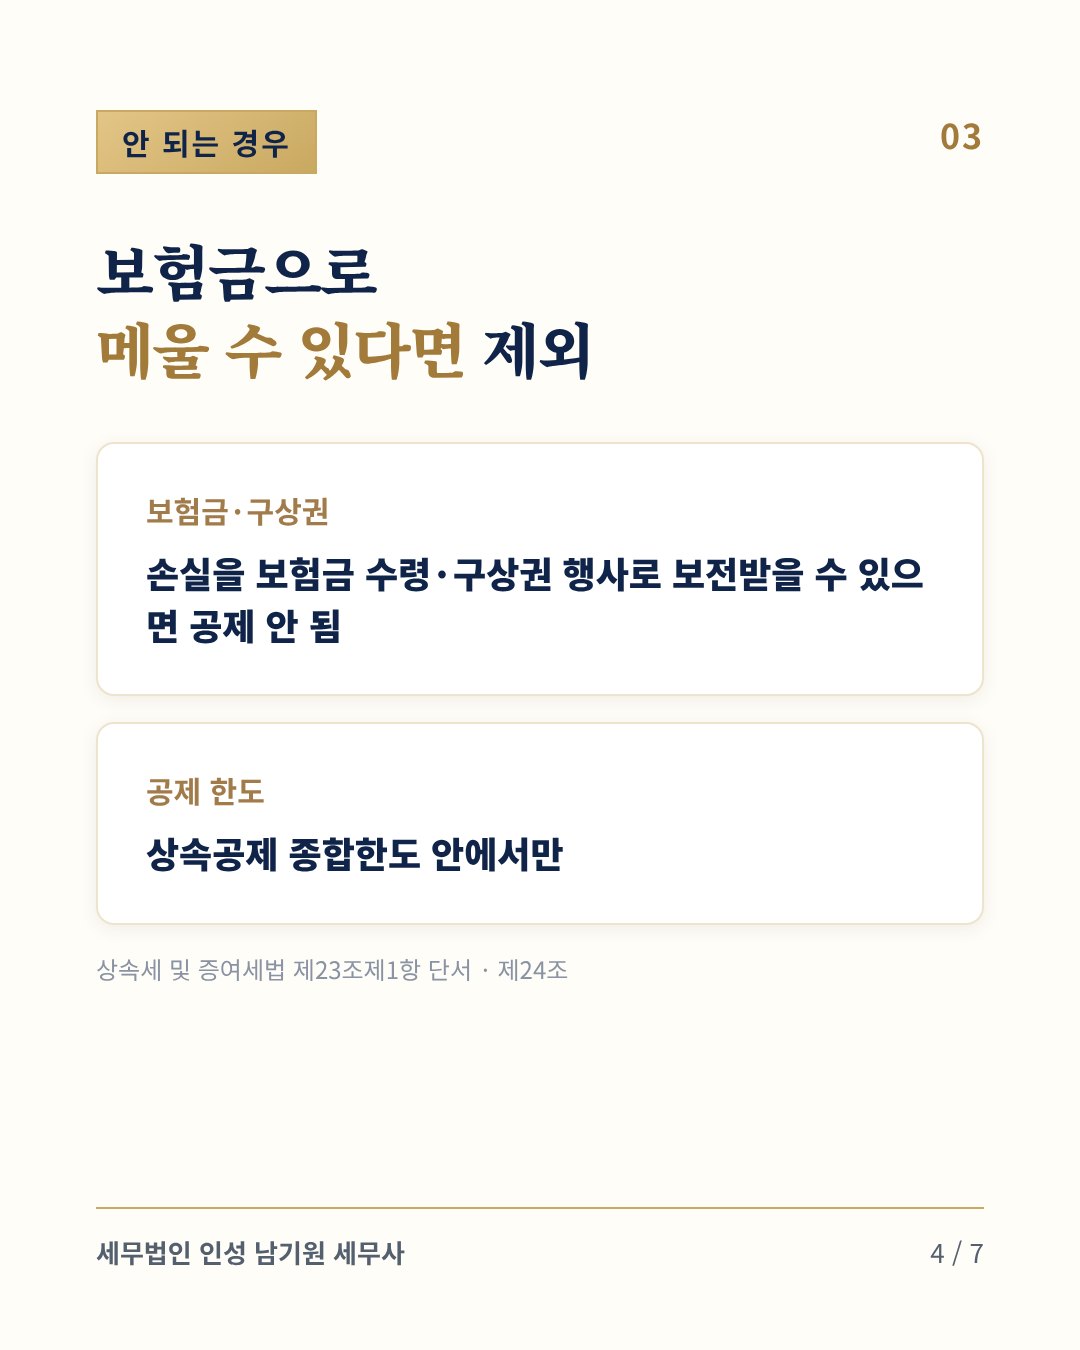 안 되는 경우
03
보험금으로
메울 수 있다면 제외
보험금·구상권
손실을 보험금 수령·구상권 행사로 보전받을 수 있으
면 공제 안 됨
공제 한도
상속공제 종합한도 안에서만
상속세 및 증여세법 제23조제1항 단서 · 제24조
세무법인 인성 남기원 세무사
4 / 7